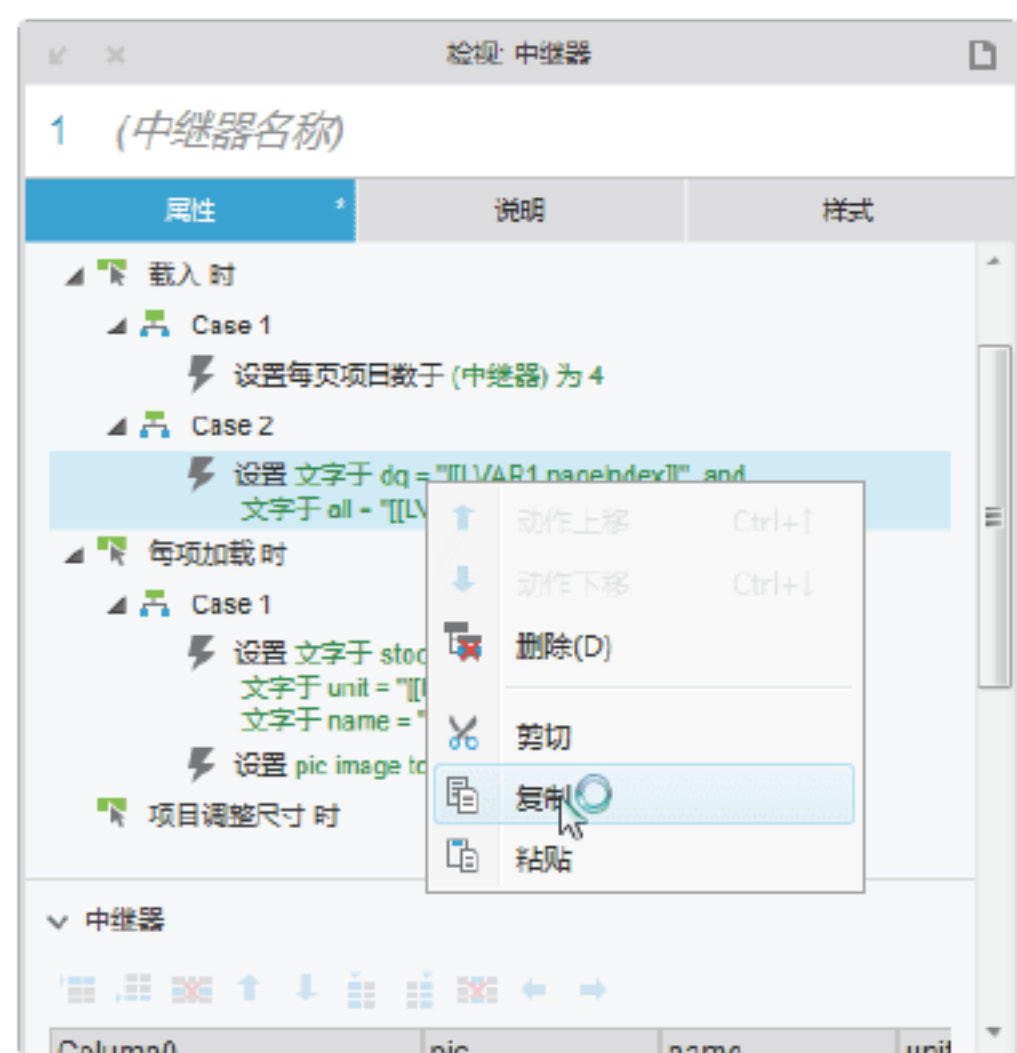 检视: 中继器
1 (中继器名称)
属性 * 说明 样式
载入 时
Case 1
设置每页项目数于 (中继器) 为 4
Case 2
设置 文字于 dq = "[[LVAR1.pageIndex]]" and
文字于 all = "[[LV
动作上移 Ctrl+↑
动作下移 Ctrl+↓
每项加载 时
Case 1
删除(D)
设置 文字于 stoc
文字于 unit = "[[
文字于 name = "
剪切
设置 pic image to
复制
项目调整尺寸 时
粘贴
中继器
Column0 pic name unit